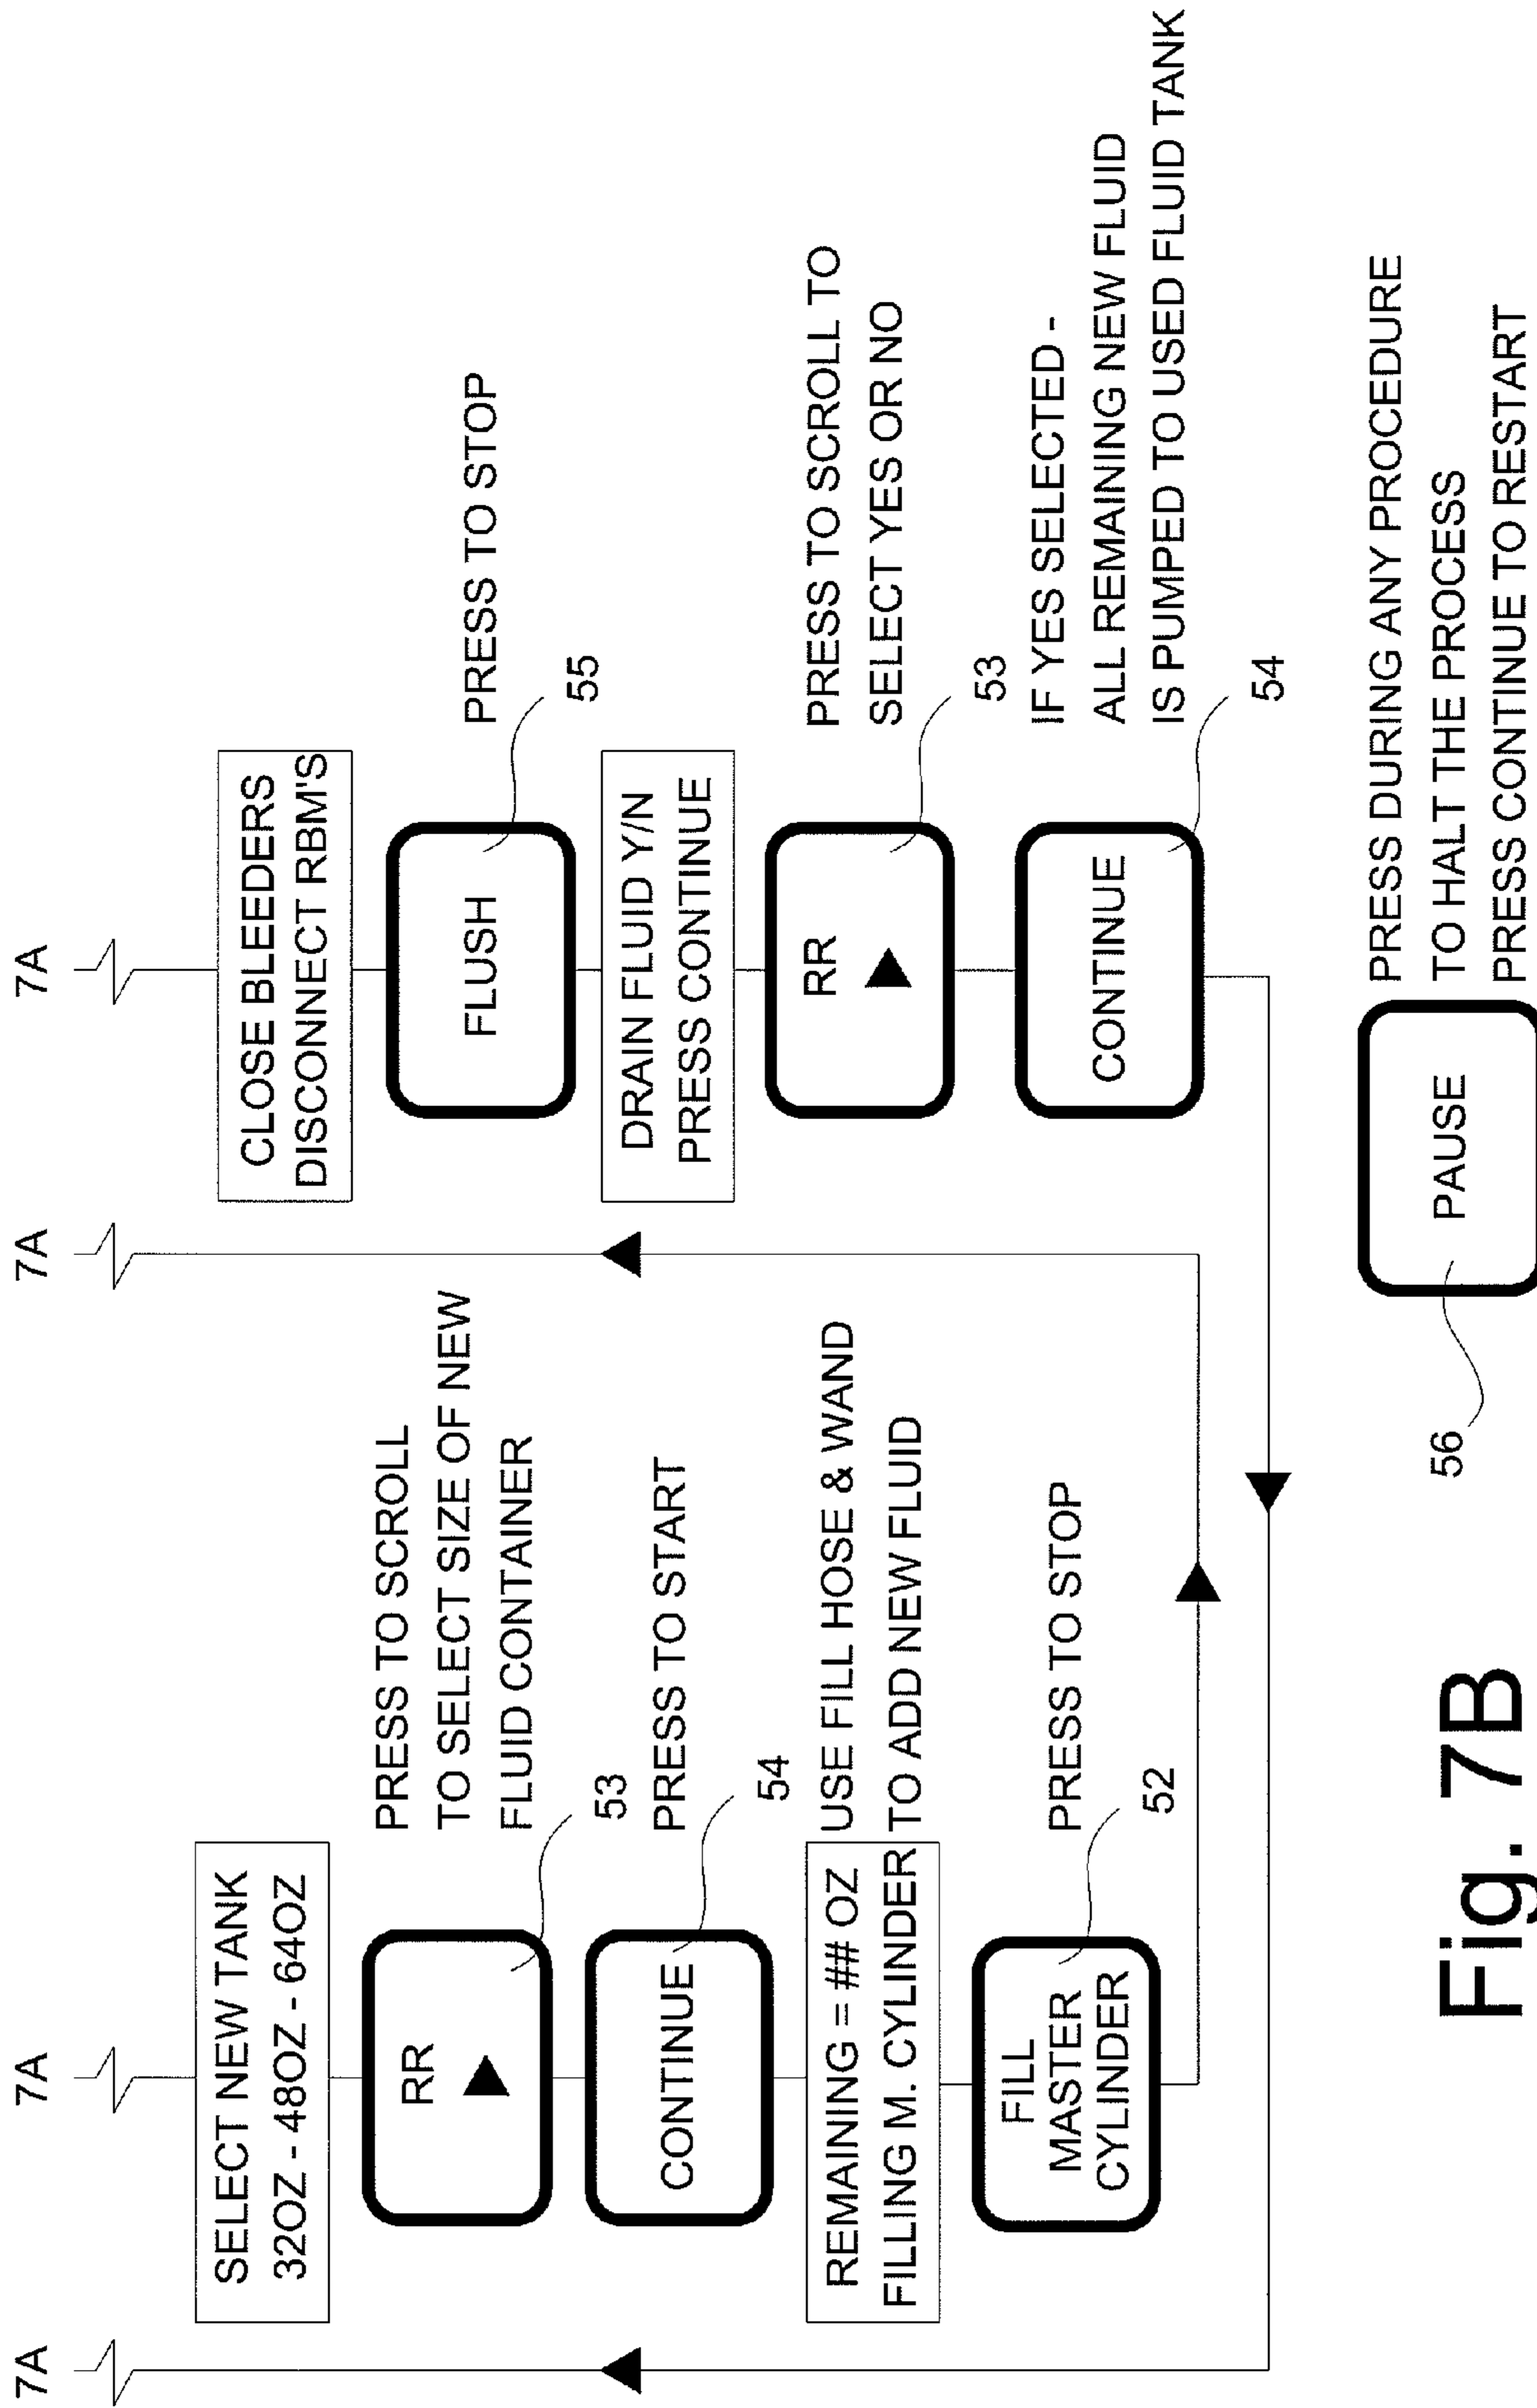 7A
7A
7A
7A
SELECT NEW TANK
32OZ - 48OZ - 64OZ
RR
PRESS TO SCROLL
TO SELECT SIZE OF NEW
FLUID CONTAINER
53
CONTINUE
PRESS TO START
54
REMAINING = ## OZ
FILLING M. CYLINDER
USE FILL HOSE & WAND
TO ADD NEW FLUID
FILL
MASTER
CYLINDER
PRESS TO STOP
52
CLOSE BLEEDERS
DISCONNECT RBM'S
FLUSH
PRESS TO STOP
55
DRAIN FLUID Y/N
PRESS CONTINUE
RR
PRESS TO SCROLL TO
SELECT YES OR NO
53
CONTINUE
IF YES SELECTED -
ALL REMAINING NEW FLUID
IS PUMPED TO USED FLUID TANK
54
56
PAUSE
PRESS DURING ANY PROCEDURE
TO HALT THE PROCESS
PRESS CONTINUE TO RESTART
Fig. 7B